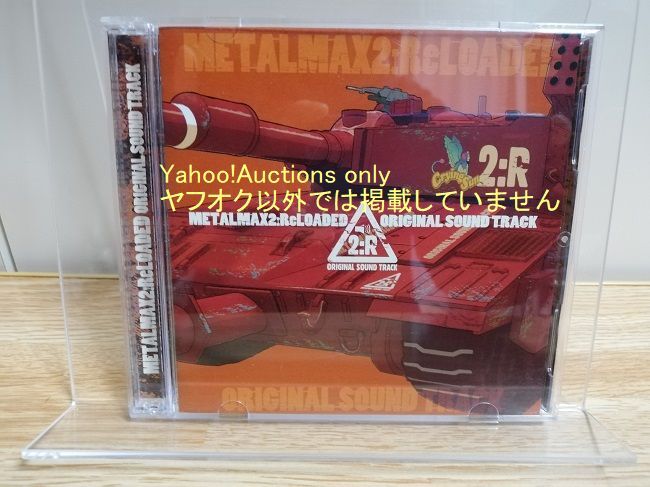 METALMAX2:ReLOADED ORIGINAL SOUND TRACK
METALMAX2:ReLOADED
Crying Sun
2:R
Yahoo!Auctions only
ヤフオク以外では掲載していません
METALMAX2:ReLOADED
ORIGINAL SOUND TRACK
2:R
ORIGINAL SOUND TRACK
ORIGINAL SOUND TRACK